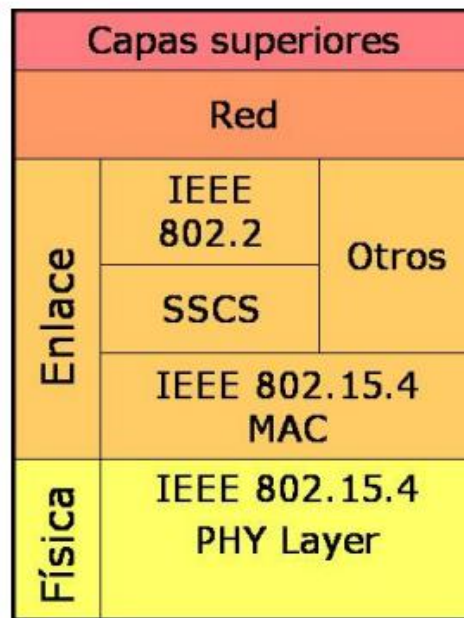 Capas superiores
Red
Enlace
IEEE
802.2
SSCS
Otros
IEEE 802.15.4
MAC
Física
IEEE 802.15.4
PHY Layer